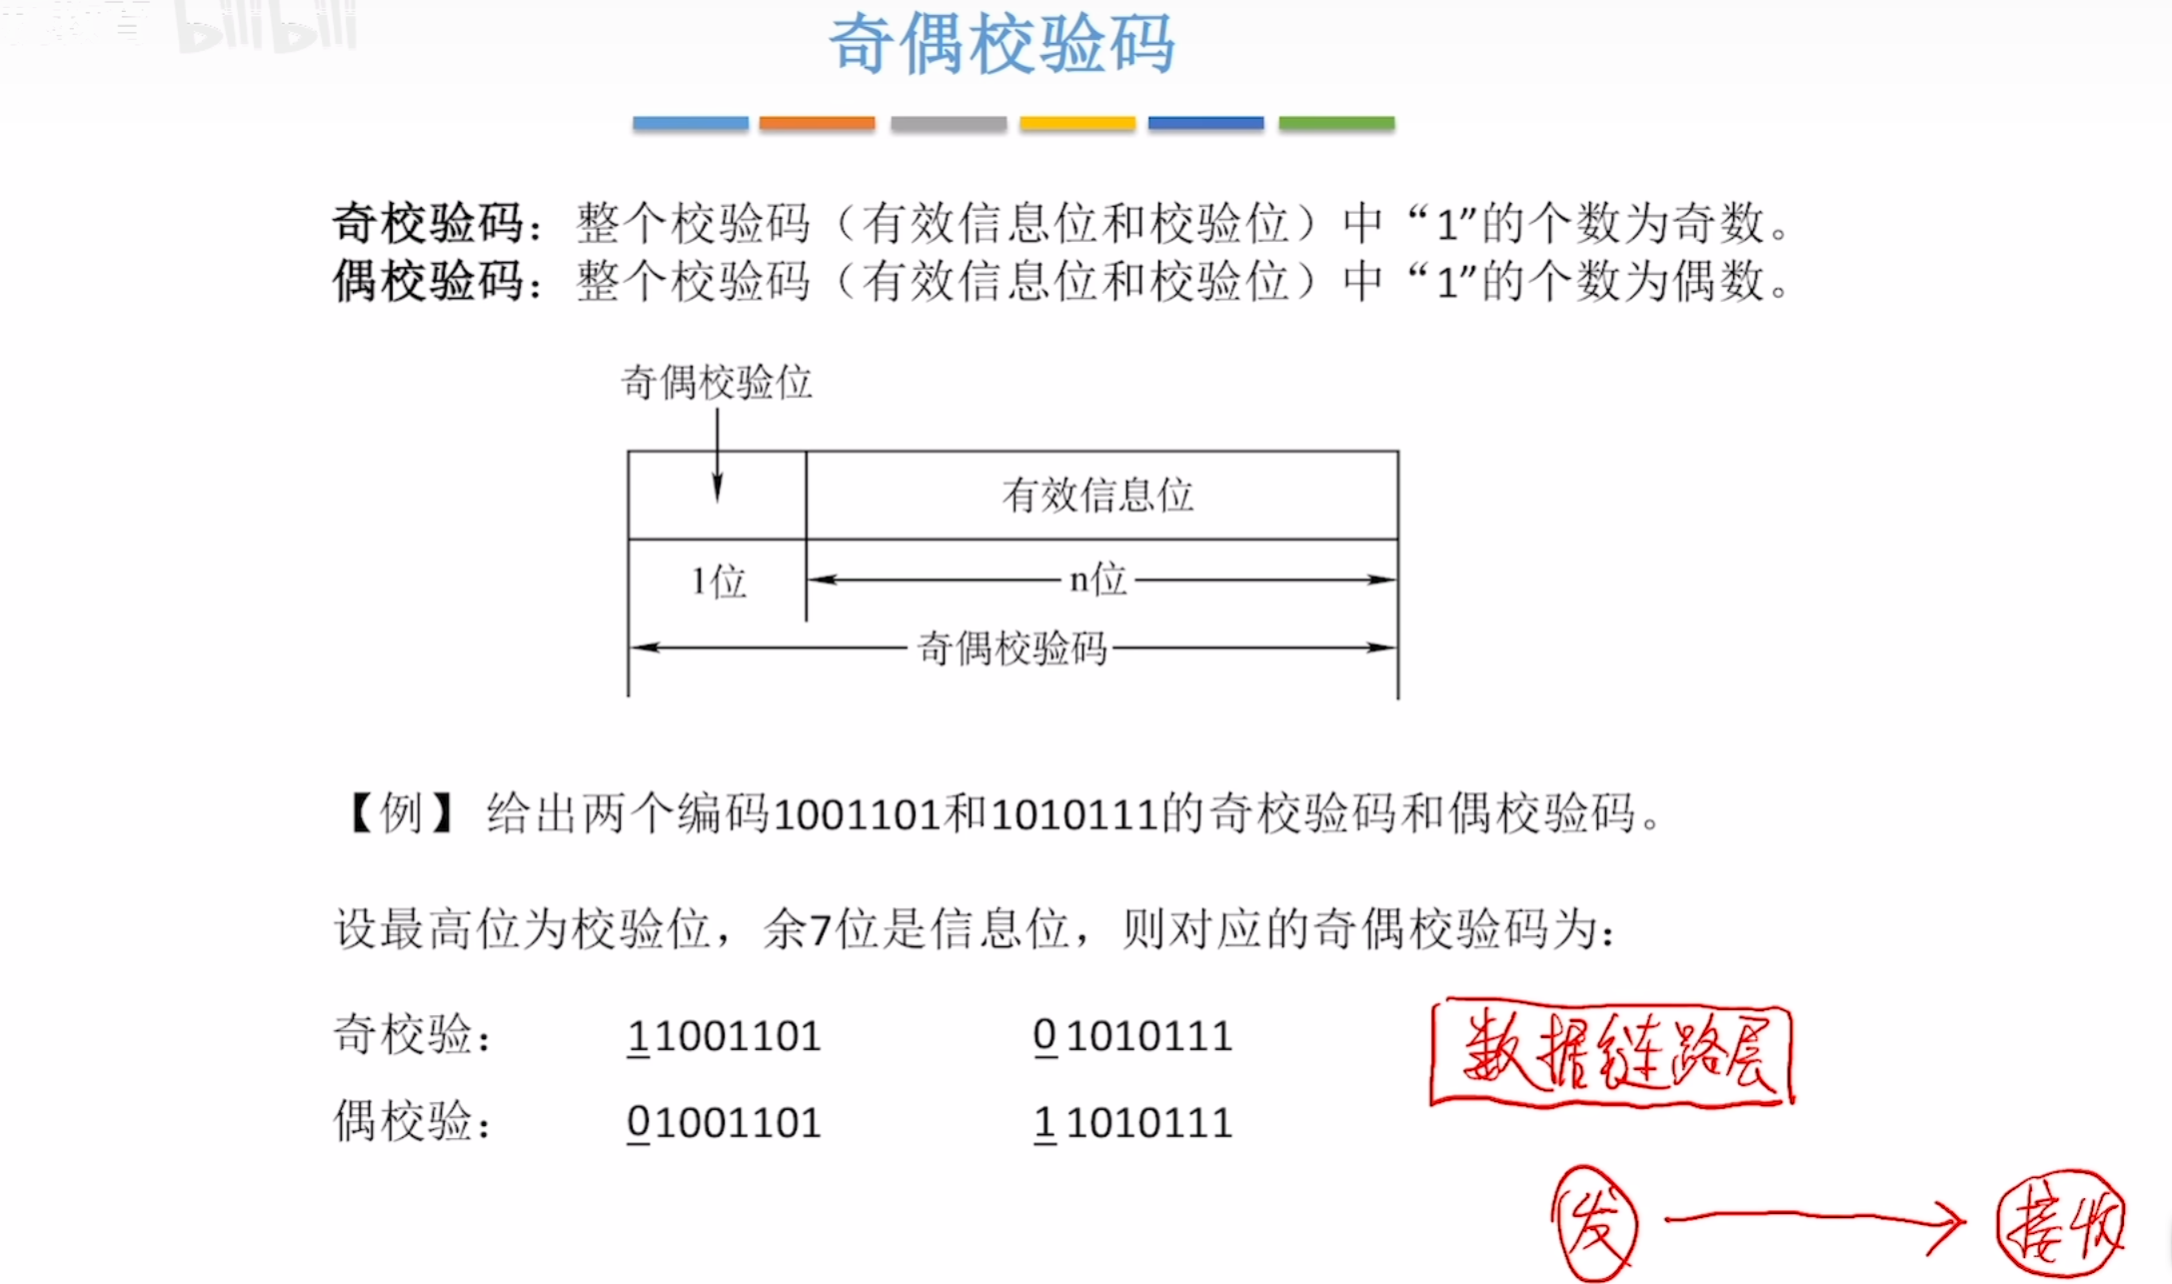 bilibili
奇偶校验码
奇校验码：整个校验码（有效信息位和校验位）中“1”的个数为奇数。
偶校验码：整个校验码（有效信息位和校验位）中“1”的个数为偶数。
奇偶校验位
有效信息位
1位
n位
奇偶校验码
【例】 给出两个编码1001101和1010111的奇校验码和偶校验码。
设最高位为校验位，余7位是信息位，则对应的奇偶校验码为：
奇校验： 11001101 01010111
偶校验： 01001101 11010111
数据链路层
发
接收